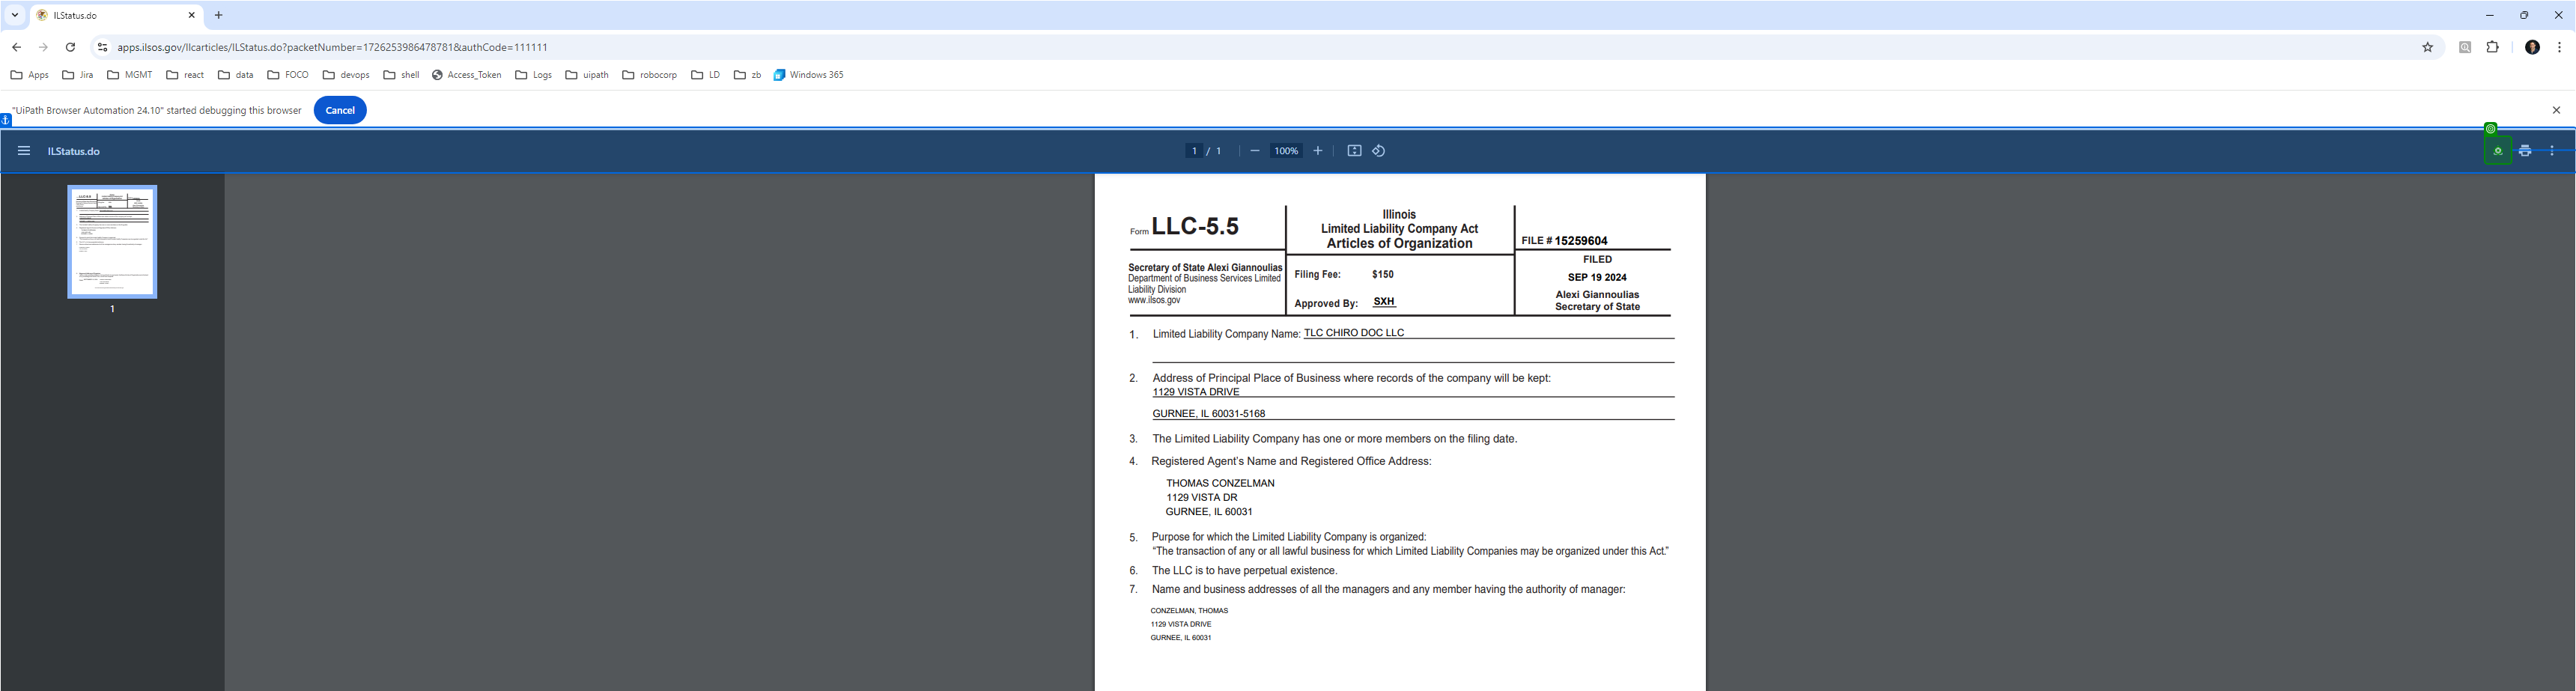 ILStatus.do
apps.ilsos.gov/llcarticles/ILStatus.do?packetNumber=1726253986478781&authCode=111111
Apps Jira MGMT react data FOCO devops shell Access_Token Logs uipath robocorp LD zb Windows 365
"UiPath Browser Automation 24.10" started debugging this browser Cancel
ILStatus.do 1 / 1 100%
1
Form LLC-5.5
Secretary of State Alexi Giannoulias
Department of Business Services Limited
Liability Division
www.ilsos.gov
Illinois
Limited Liability Company Act
Articles of Organization
Filing Fee: $150
Approved By: SXH
FILE # 15259604
FILED
SEP 19 2024
Alexi Giannoulias
Secretary of State
1. Limited Liability Company Name: TLC CHIRO DOC LLC
2. Address of Principal Place of Business where records of the company will be kept:
1129 VISTA DRIVE
GURNEE, IL 60031-5168
3. The Limited Liability Company has one or more members on the filing date.
4. Registered Agent's Name and Registered Office Address:
THOMAS CONZELMAN
1129 VISTA DR
GURNEE, IL 60031
5. Purpose for which the Limited Liability Company is organized:
“The transaction of any or all lawful business for which Limited Liability Companies may be organized under this Act.”
6. The LLC is to have perpetual existence.
7. Name and business addresses of all the managers and any member having the authority of manager:
CONZELMAN, THOMAS
1129 VISTA DRIVE
GURNEE, IL 60031